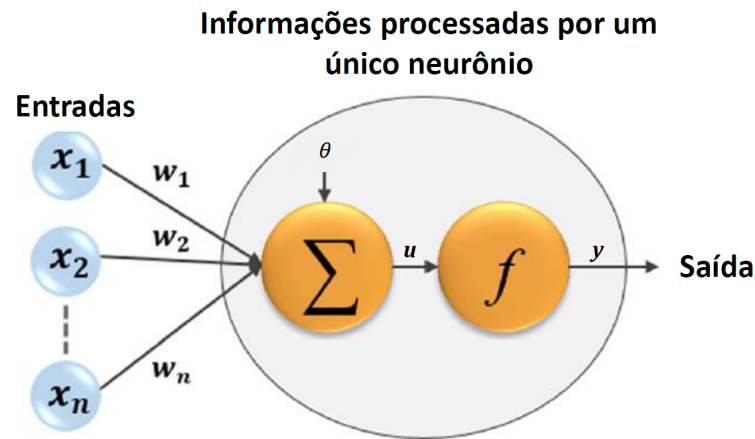 Informações processadas por um
único neurônio
Entradas
x₁
w₁
θ
x₂
w₂
∑
u
f
y
Saída
xₙ
wₙ